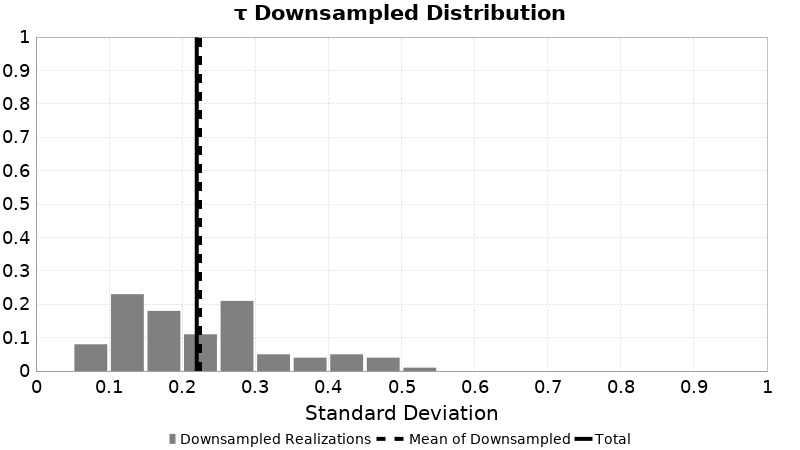 τ Downsampled Distribution
1
0.9
0.8
0.7
0.6
0.5
0.4
0.3
0.2
0.1
0
0 0.1 0.2 0.3 0.4 0.5 0.6 0.7 0.8 0.9 1
Standard Deviation
Downsampled Realizations Mean of Downsampled Total